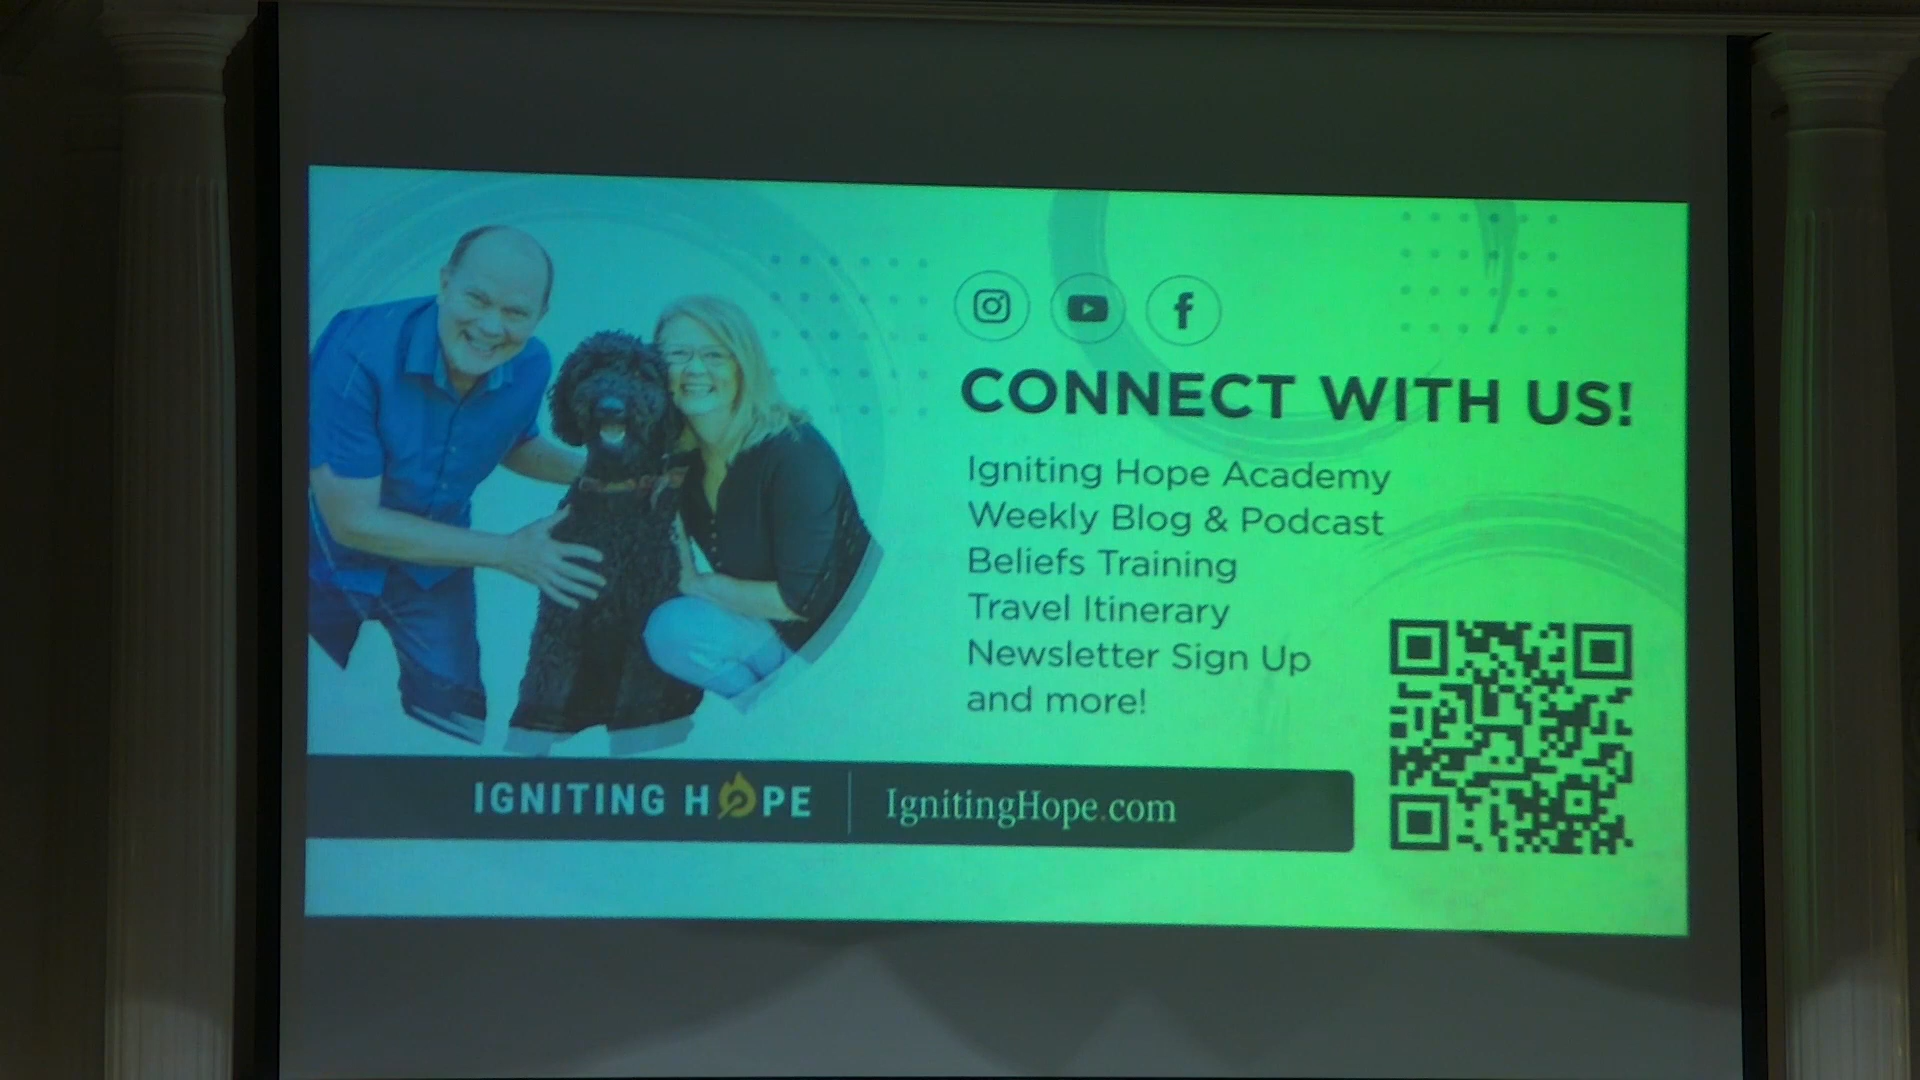 CONNECT WITH US!
Igniting Hope Academy
Weekly Blog & Podcast
Beliefs Training
Travel Itinerary
Newsletter Sign Up
and more!
IGNITING HOPE
IgnitingHope.com